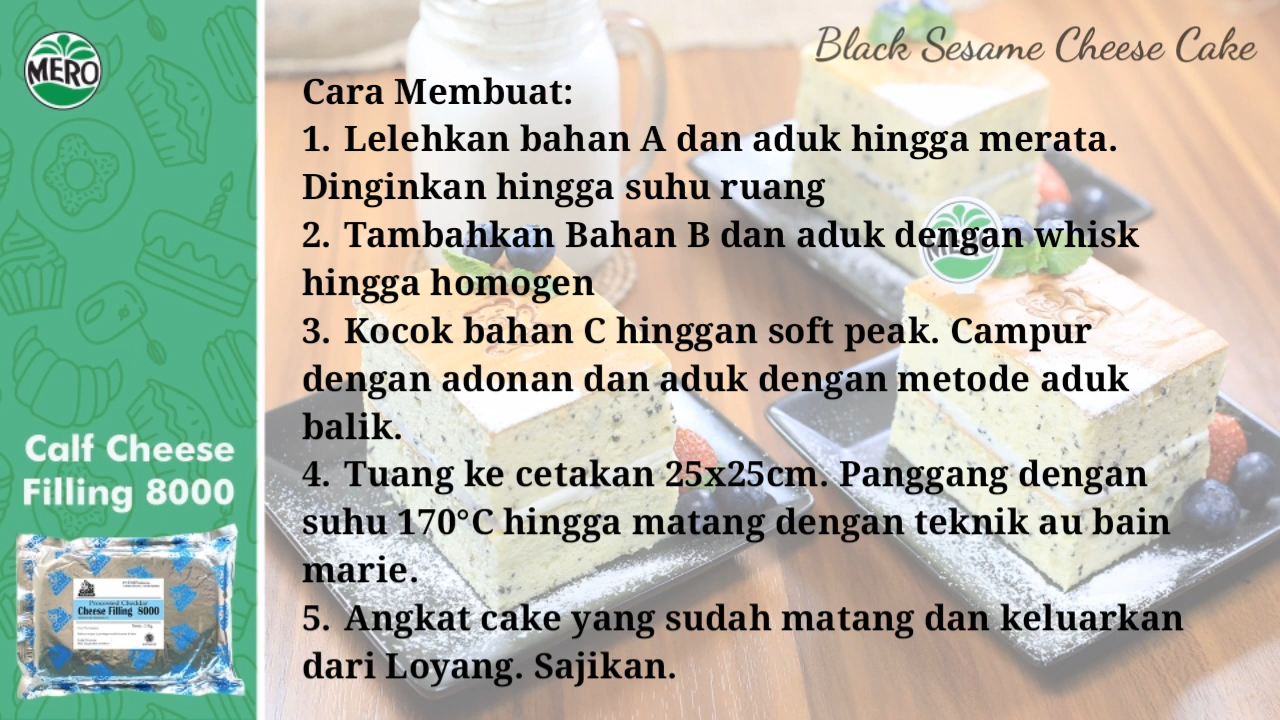 MERO
Black Sesame Cheese Cake
Cara Membuat:
1. Lelehkan bahan A dan aduk hingga merata.
Dinginkan hingga suhu ruang
2. Tambahkan Bahan B dan aduk dengan whisk
hingga homogen
3. Kocok bahan C hinggan soft peak. Campur
dengan adonan dan aduk dengan metode aduk
balik.
4. Tuang ke cetakan 25x25cm. Panggang dengan
suhu 170°C hingga matang dengan teknik au bain
marie.
5. Angkat cake yang sudah matang dan keluarkan
dari Loyang. Sajikan.
MERO
Calf Cheese
Filling 8000
Processed Cheddar
Cheese Filling 8000